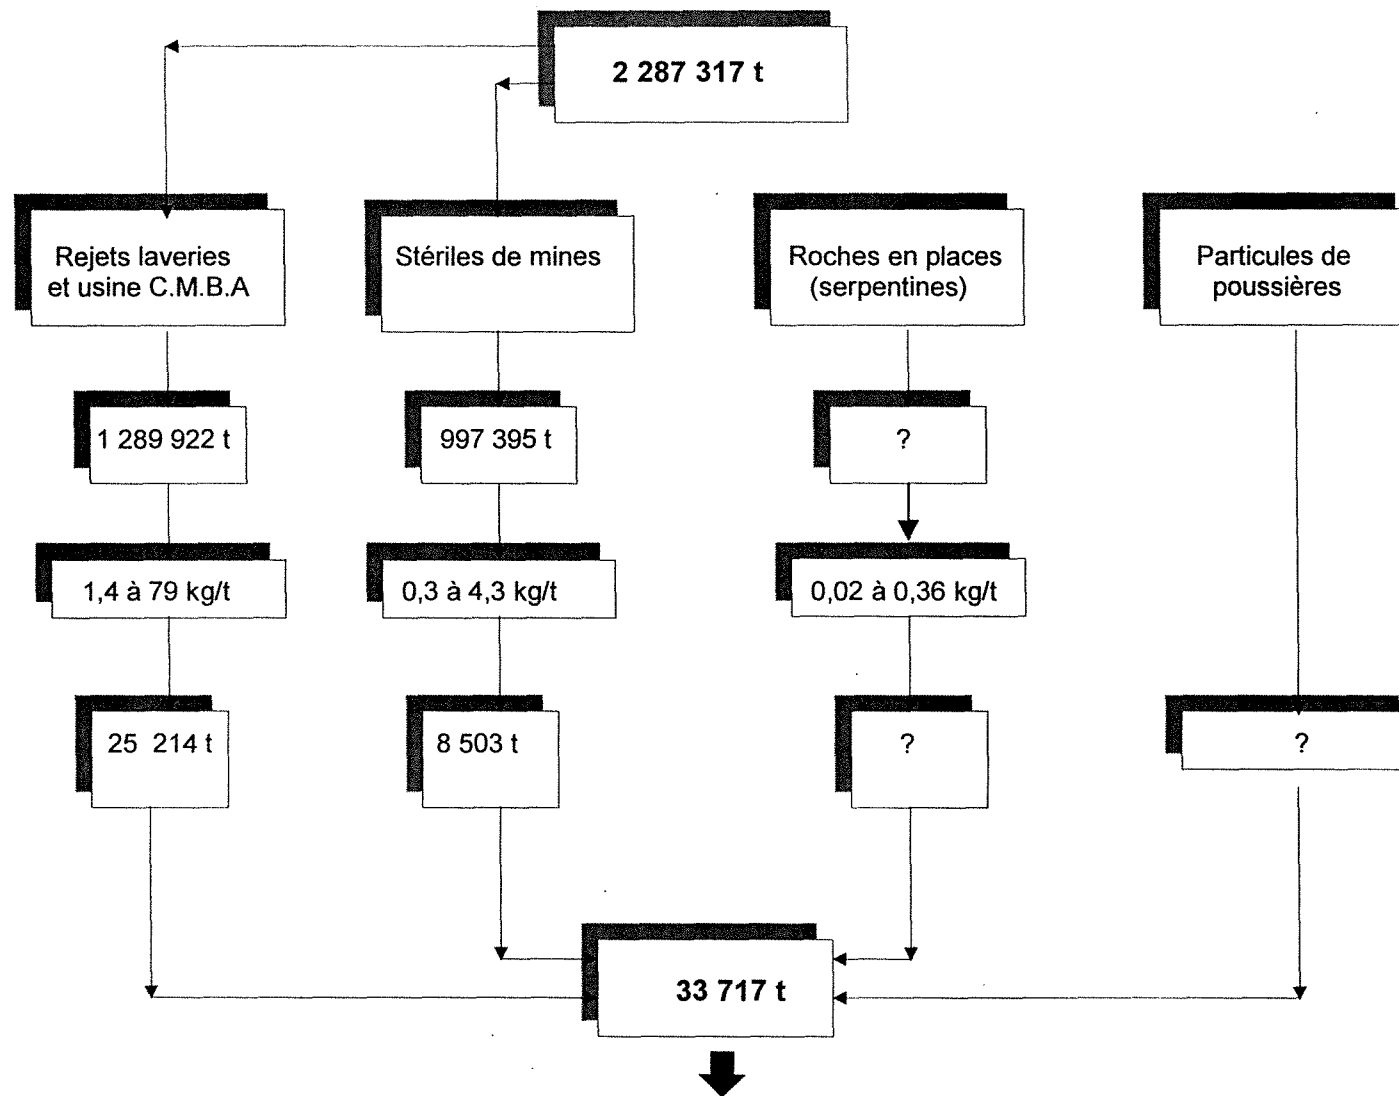 2 287 317 t
Rejets laveries
et usine C.M.B.A
Stériles de mines
Roches en places
(serpentines)
Particules de
poussières
1 289 922 t
997 395 t
?
1,4 à 79 kg/t
0,3 à 4,3 kg/t
0,02 à 0,36 kg/t
25 214 t
8 503 t
?
?
33 717 t